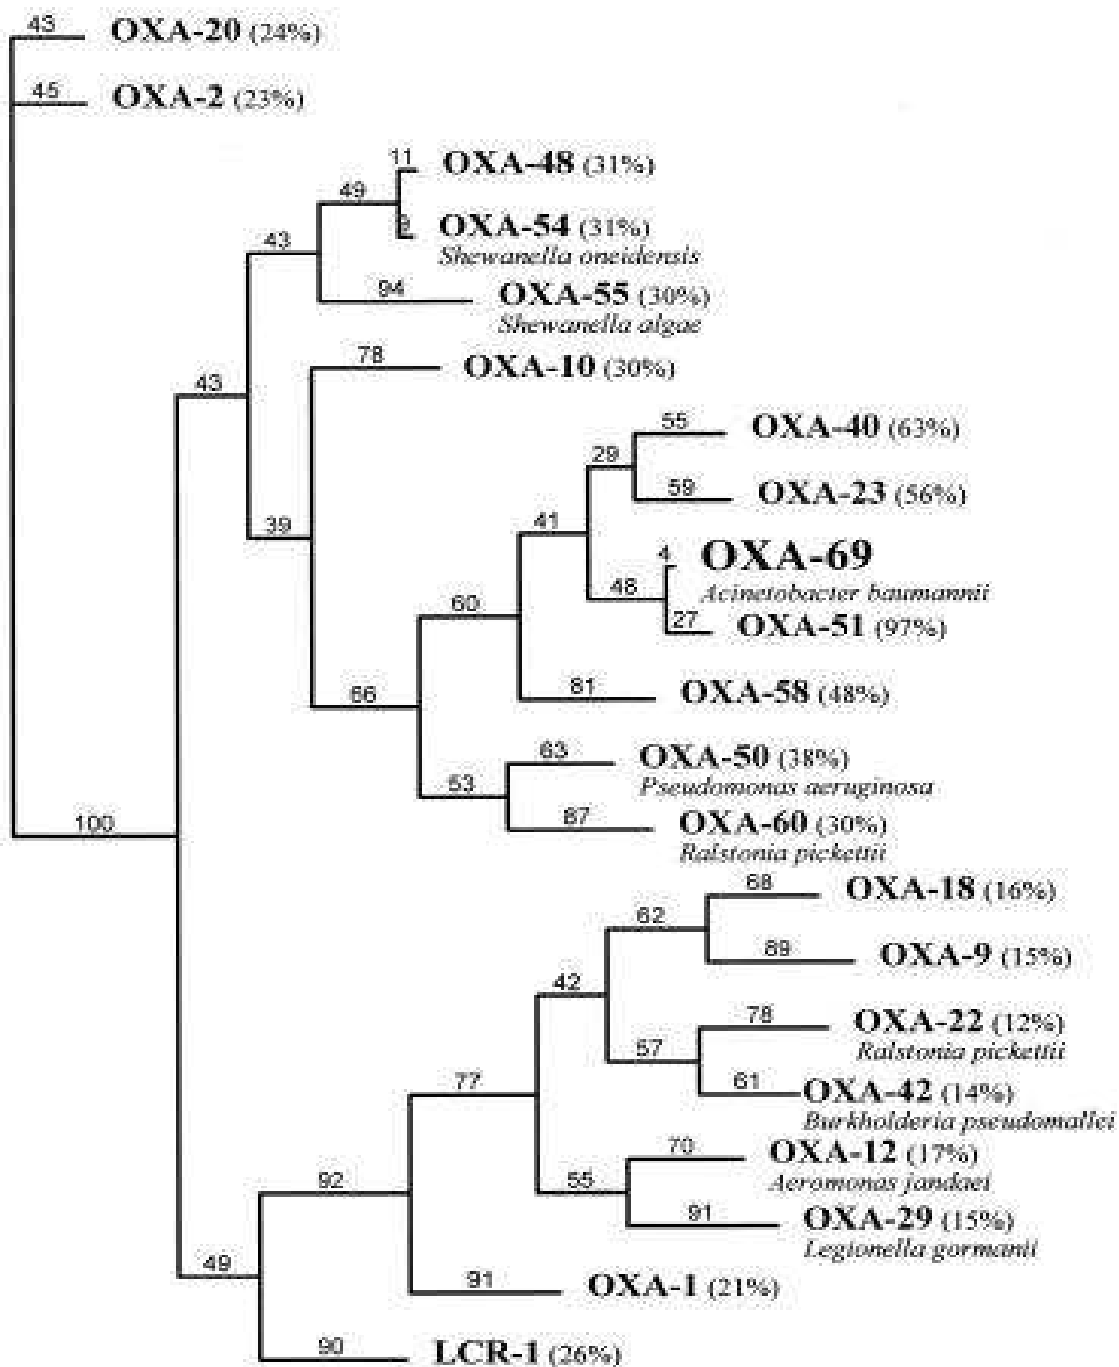 43
OXA-20 (24%)
45
OXA-2 (23%)
11
OXA-48 (31%)
49
9
OXA-54 (31%)
Shewanella oneidensis
43
94
OXA-55 (30%)
Shewanella algae
78
OXA-10 (30%)
43
55
OXA-40 (63%)
29
59
OXA-23 (56%)
41
39
4
OXA-69
Acinetobacter baumannii
48
27
OXA-51 (97%)
60
81
OXA-58 (48%)
66
63
OXA-50 (38%)
Pseudomonas aeruginosa
53
87
OXA-60 (30%)
Ralstonia pickettii
100
68
OXA-18 (16%)
62
89
OXA-9 (15%)
42
78
OXA-22 (12%)
Ralstonia pickettii
57
61
OXA-42 (14%)
Burkholderia pseudomallei
77
70
OXA-12 (17%)
Aeromonas jandaei
55
92
91
OXA-29 (15%)
Legionella gormanii
49
91
OXA-1 (21%)
90
LCR-1 (26%)